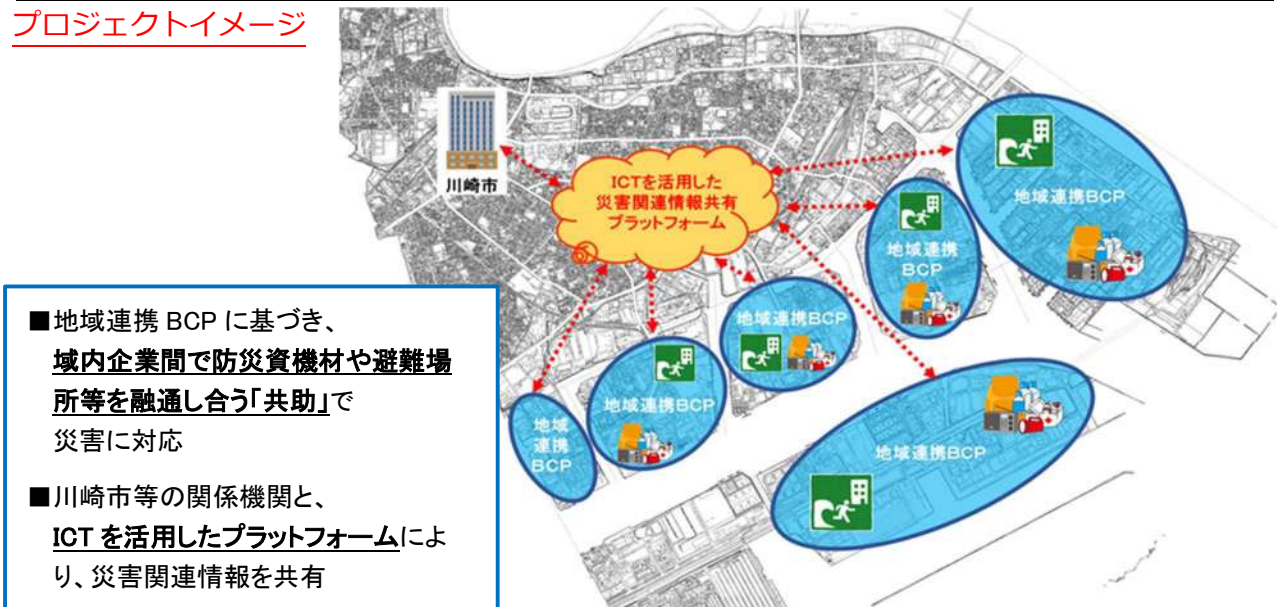 プロジェクトイメージ
川崎市
ICTを活用した
災害関連情報共有
プラットフォーム
地域連携BCP
地域連携
BCP
地域連携BCP
地域連携BCP
地域
連携
BCP
地域連携BCP
■地域連携 BCP に基づき、
域内企業間で防災資機材や避難場
所等を融通し合う「共助」で
災害に対応
■川崎市等の関係機関と、
ICT を活用したプラットフォームによ
り、災害関連情報を共有